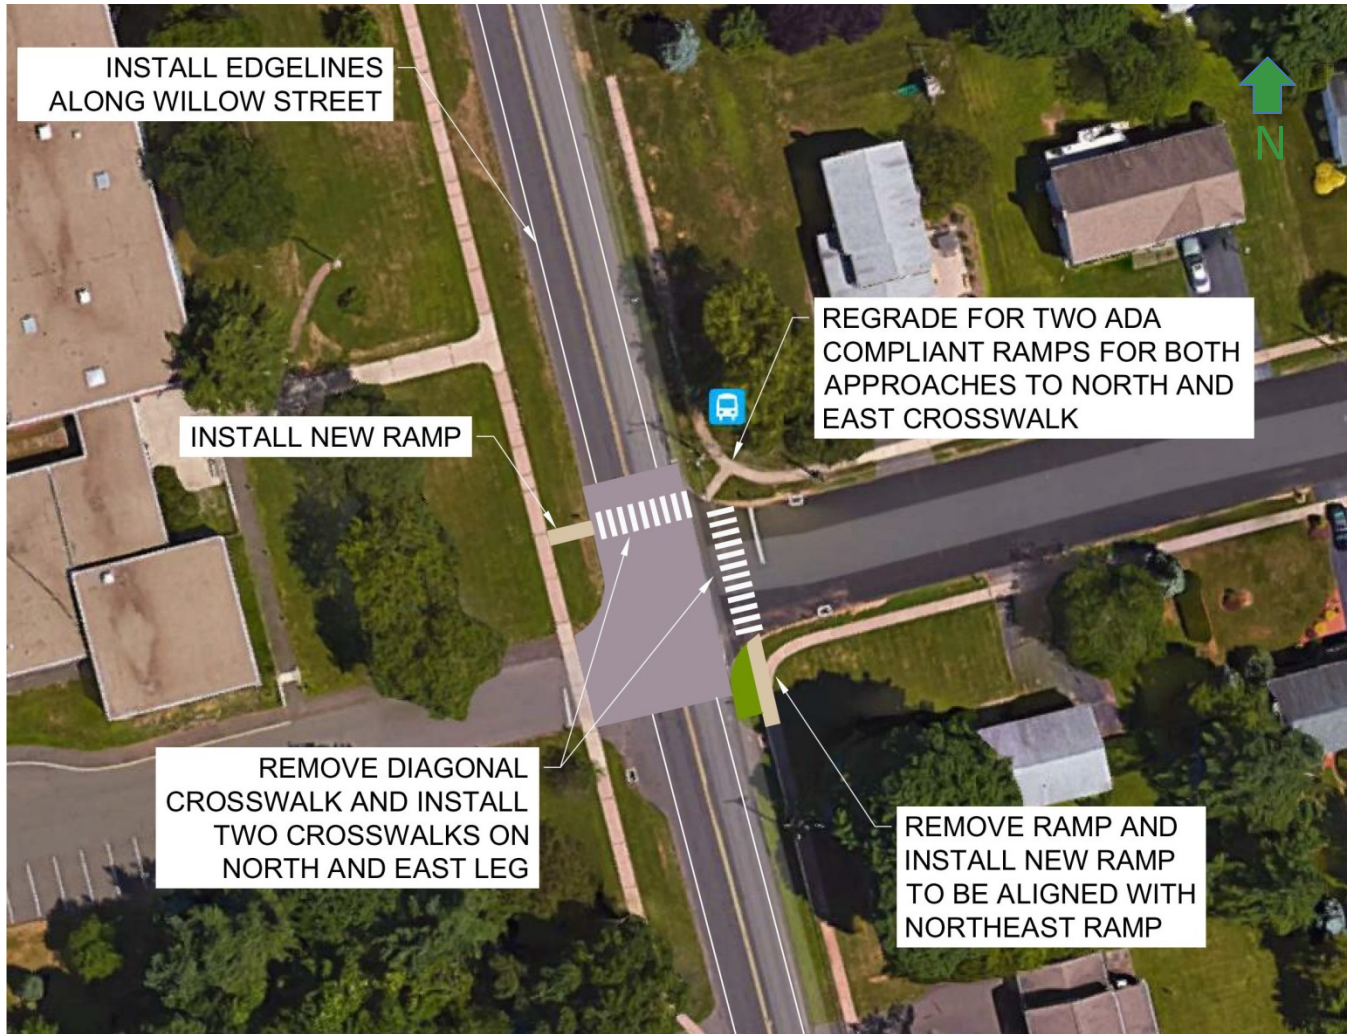 INSTALL EDGELINES
ALONG WILLOW STREET
N
REGRADE FOR TWO ADA
COMPLIANT RAMPS FOR BOTH
APPROACHES TO NORTH AND
EAST CROSSWALK
INSTALL NEW RAMP
REMOVE DIAGONAL
CROSSWALK AND INSTALL
TWO CROSSWALKS ON
NORTH AND EAST LEG
REMOVE RAMP AND
INSTALL NEW RAMP
TO BE ALIGNED WITH
NORTHEAST RAMP